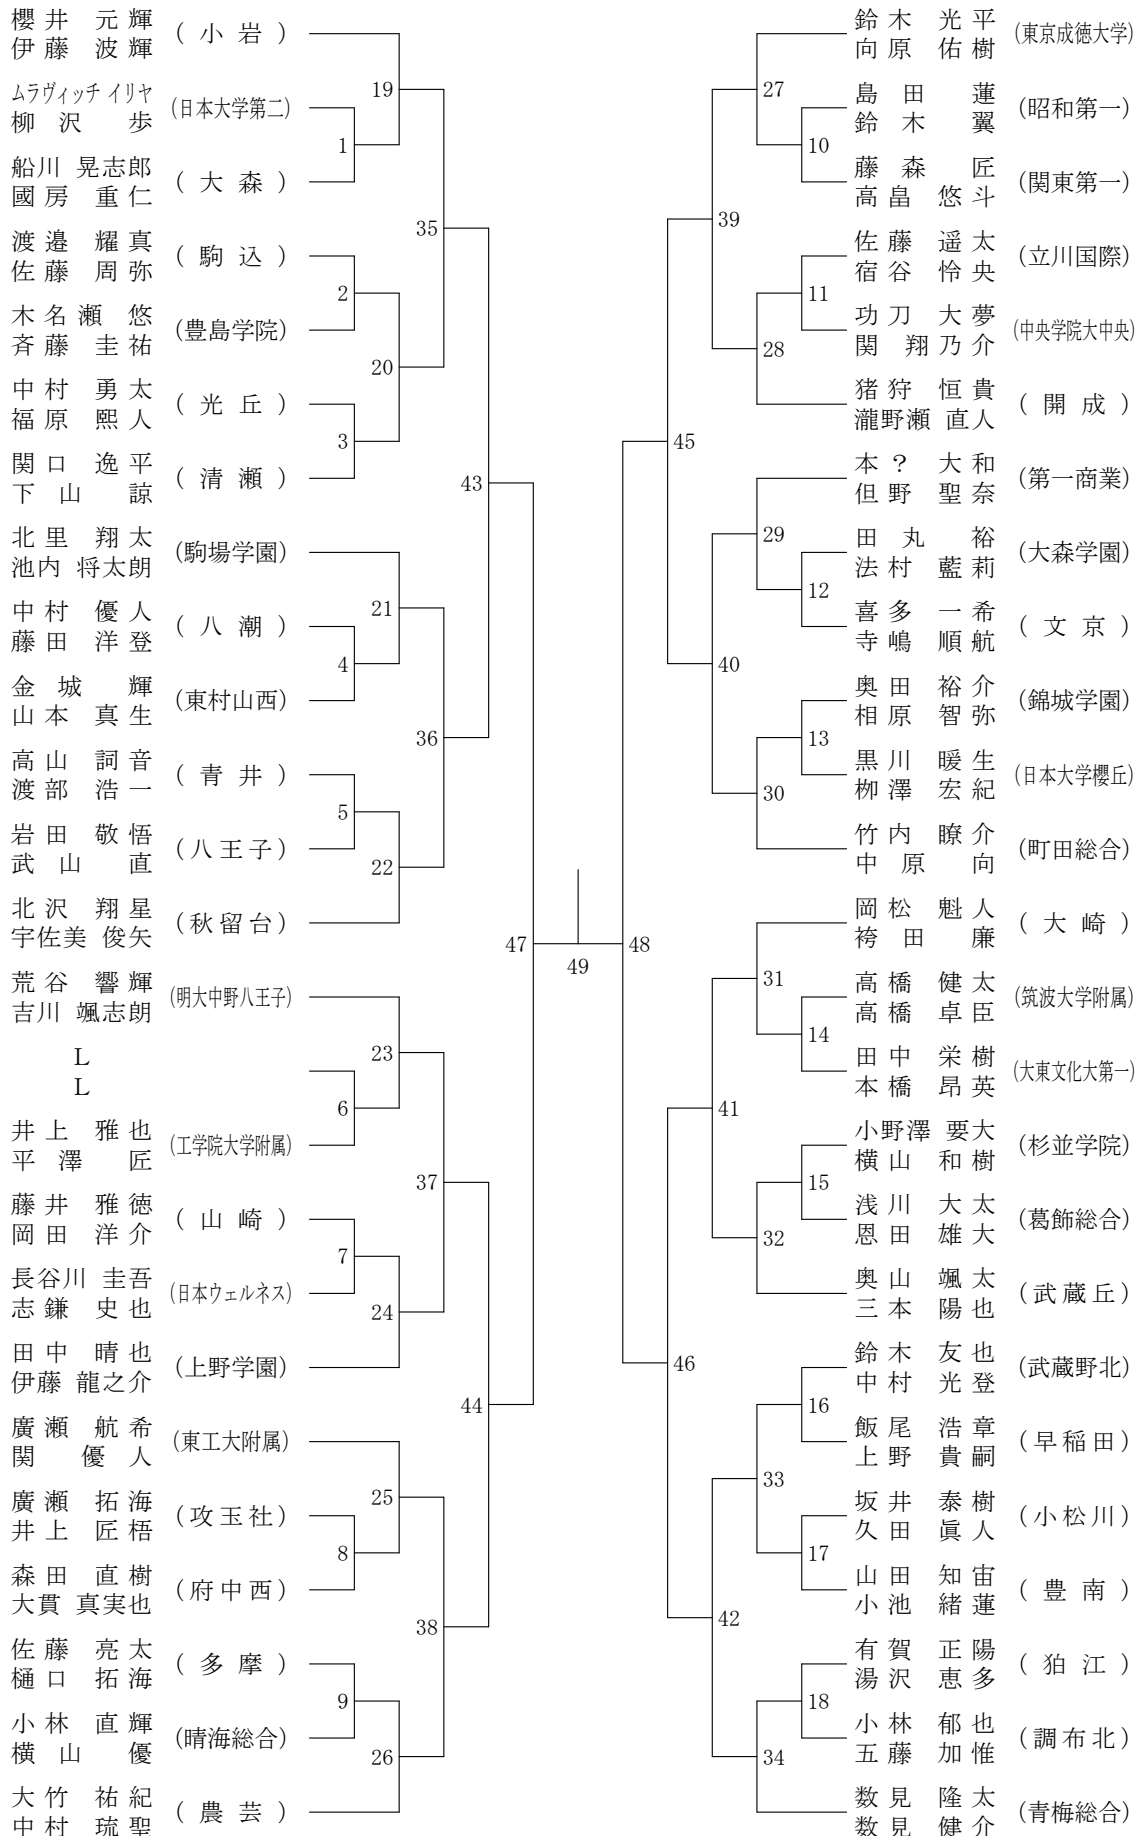 櫻井 元輝
伊藤 波輝
(小岩)
ムラヴィッチ イリヤ
柳沢 歩
(日本大学第二)
船川 晃志郎
國房 重仁
(大森)
渡邉 耀真
佐藤 周弥
(駒込)
木名瀬 悠
斉藤 圭祐
(豊島学院)
中村 勇太
福原 熙人
(光丘)
関口 逸平
下山 諒
(清瀬)
北里 翔太
池内 将太朗
(駒場学園)
中村 優人
藤田 洋登
(八潮)
金城 輝
山本 真生
(東村山西)
高山 詞音
渡部 浩一
(青井)
岩田 敬悟
武山 直
(八王子)
北沢 翔星
宇佐美 俊矢
(秋留台)
荒谷 響輝
吉川 颯志朗
(明大中野八王子)
L
L
井上 雅也
平澤 匠
(工学院大学附属)
藤井 雅徳
岡田 洋介
(山崎)
長谷川 圭吾
志鎌 史也
(日本ウェルネス)
田中 晴也
伊藤 龍之介
(上野学園)
廣瀬 航希
関 優人
(東工大附属)
廣瀬 拓海
井上 匠梧
(攻玉社)
森田 直樹
大貫 真実也
(府中西)
佐藤 亮太
樋口 拓海
(多摩)
小林 直輝
横山 優
(晴海総合)
大竹 祐紀
中村 琉聖
(農芸)
1
2
3
4
5
6
7
8
9
19
20
21
22
23
24
25
26
35
36
37
38
43
44
47
49
48
45
46
39
40
41
42
27
28
29
30
31
32
33
34
10
11
12
13
14
15
16
17
18
鈴木 光平
向原 佑樹
(東京成徳大学)
島田 蓮
鈴木 翼
(昭和第一)
藤森 匠
高畠 悠斗
(関東第一)
佐藤 遥太
宿谷 怜央
(立川国際)
功刀 大夢
関 翔乃介
(中央学院大中央)
猪狩 恒貴
瀧野瀬 直人
(開成)
本? 大和
但野 聖奈
(第一商業)
田丸 裕
法村 藍莉
(大森学園)
喜多 一希
寺嶋 順航
(文京)
奥田 裕介
相原 智弥
(錦城学園)
黒川 暖生
栁澤 宏紀
(日本大学櫻丘)
竹内 瞭介
中原 向
(町田総合)
岡松 魁人
袴田 廉
(大崎)
高橋 健太
高橋 卓臣
(筑波大学附属)
田中 栄樹
本橋 昂英
(大東文化大第一)
小野澤 要大
横山 和樹
(杉並学院)
浅川 大太
恩田 雄大
(葛飾総合)
奥山 颯太
三本 陽也
(武蔵丘)
鈴木 友也
中村 光登
(武蔵野北)
飯尾 浩章
上野 貴嗣
(早稲田)
坂井 泰樹
久田 眞人
(小松川)
山田 知宙
小池 緒蓮
(豊南)
有賀 正陽
湯沢 恵多
(狛江)
小林 郁也
五藤 加惟
(調布北)
数見 隆太
数見 健介
(青梅総合)